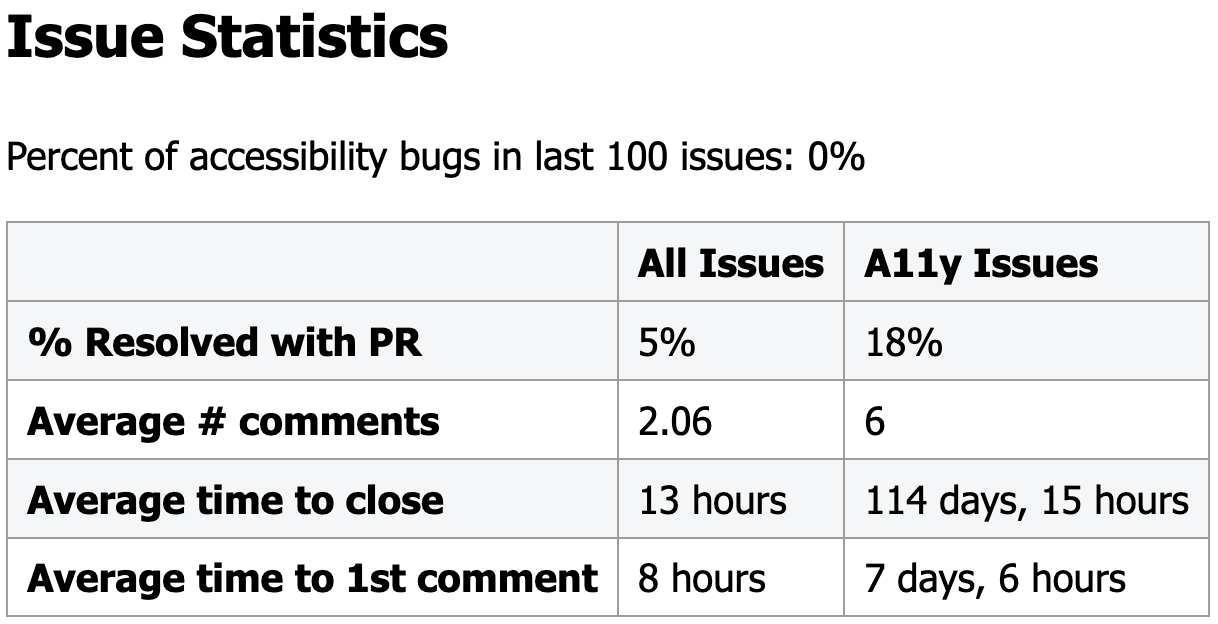 Issue Statistics
Percent of accessibility bugs in last 100 issues: 0%
All Issues A11y Issues
% Resolved with PR 5% 18%
Average # comments 2.06 6
Average time to close 13 hours 114 days, 15 hours
Average time to 1st comment 8 hours 7 days, 6 hours